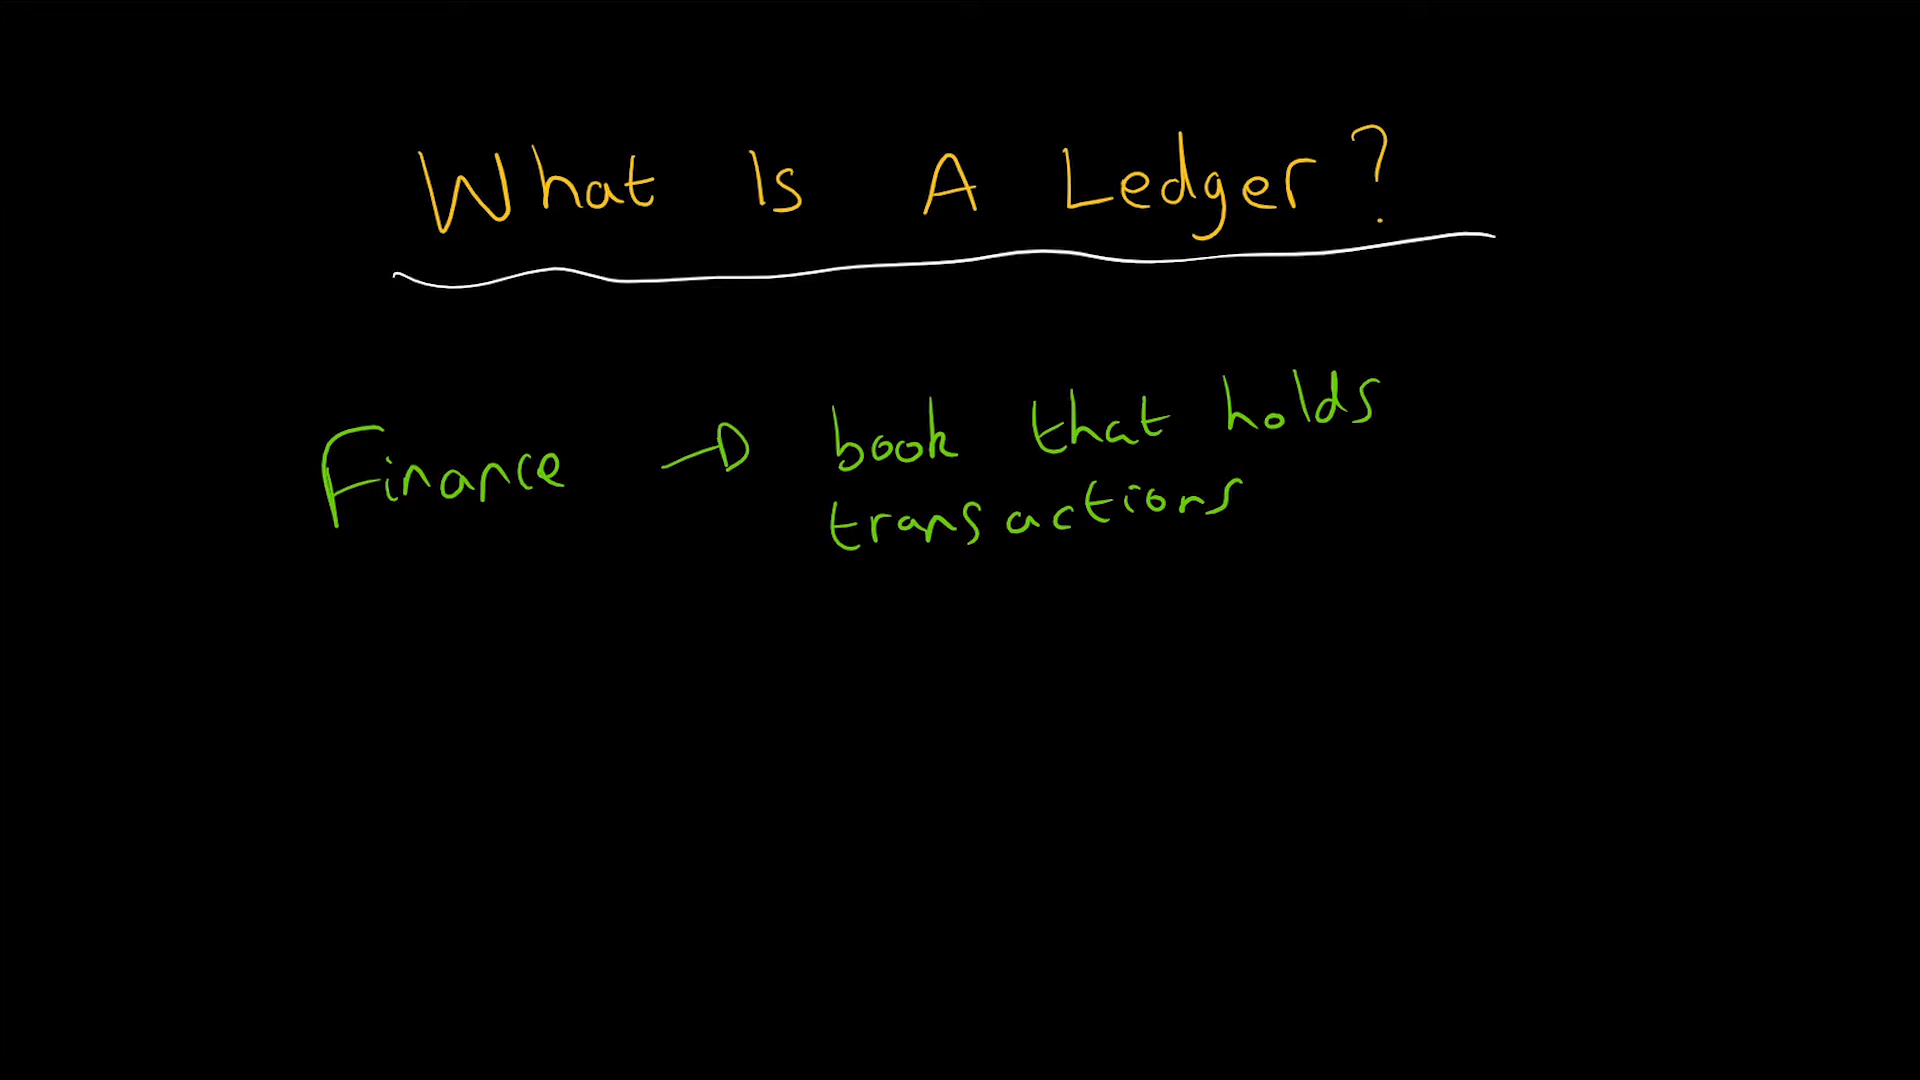 What Is A Ledger?
Finance → book that holds
transactions